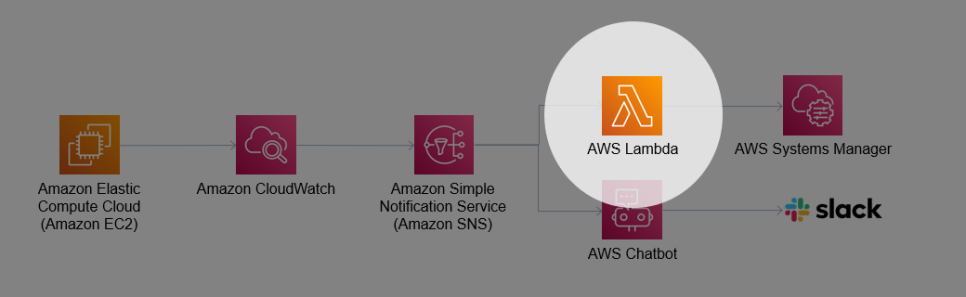 AWS Lambda
AWS Systems Manager
Amazon Elastic
Compute Cloud
(Amazon EC2)
Amazon CloudWatch
Amazon Simple
Notification Service
(Amazon SNS)
slack
AWS Chatbot